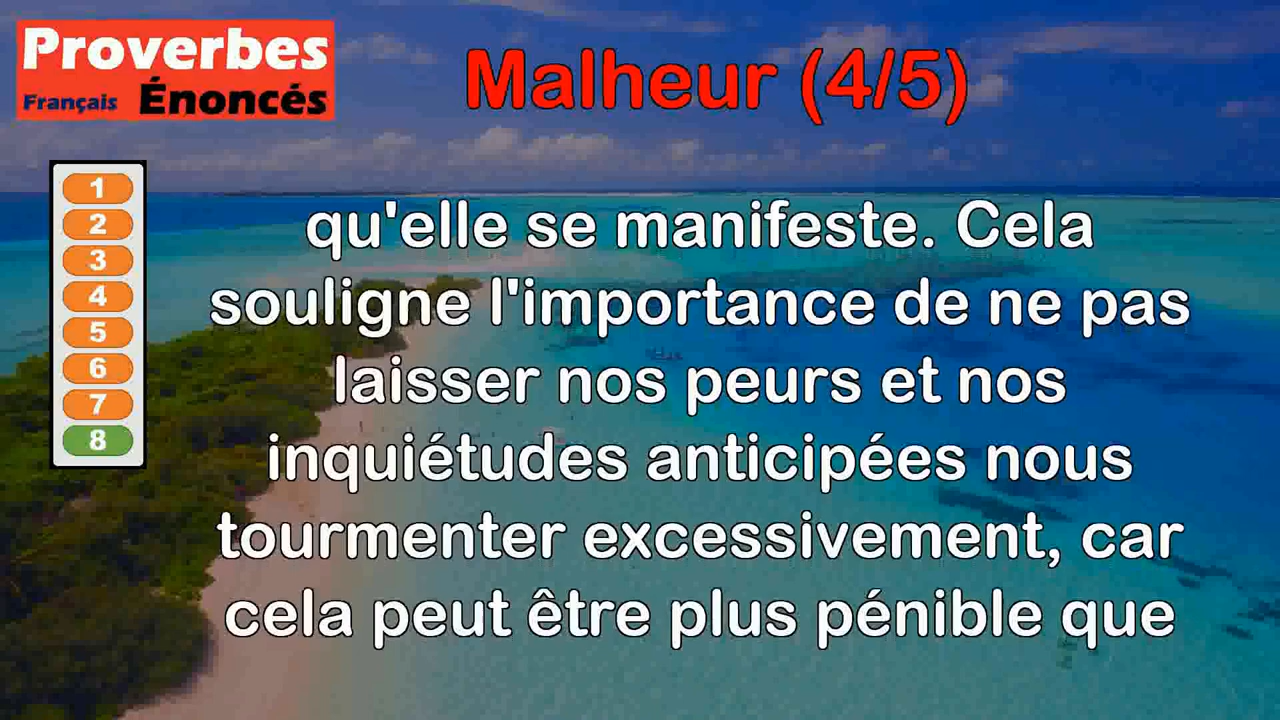 Proverbes
Français Énoncés
Malheur (4/5)
1
2
3
4
5
6
7
8
qu'elle se manifeste. Cela
souligne l'importance de ne pas
laisser nos peurs et nos
inquiétudes anticipées nous
tourmenter excessivement, car
cela peut être plus pénible que